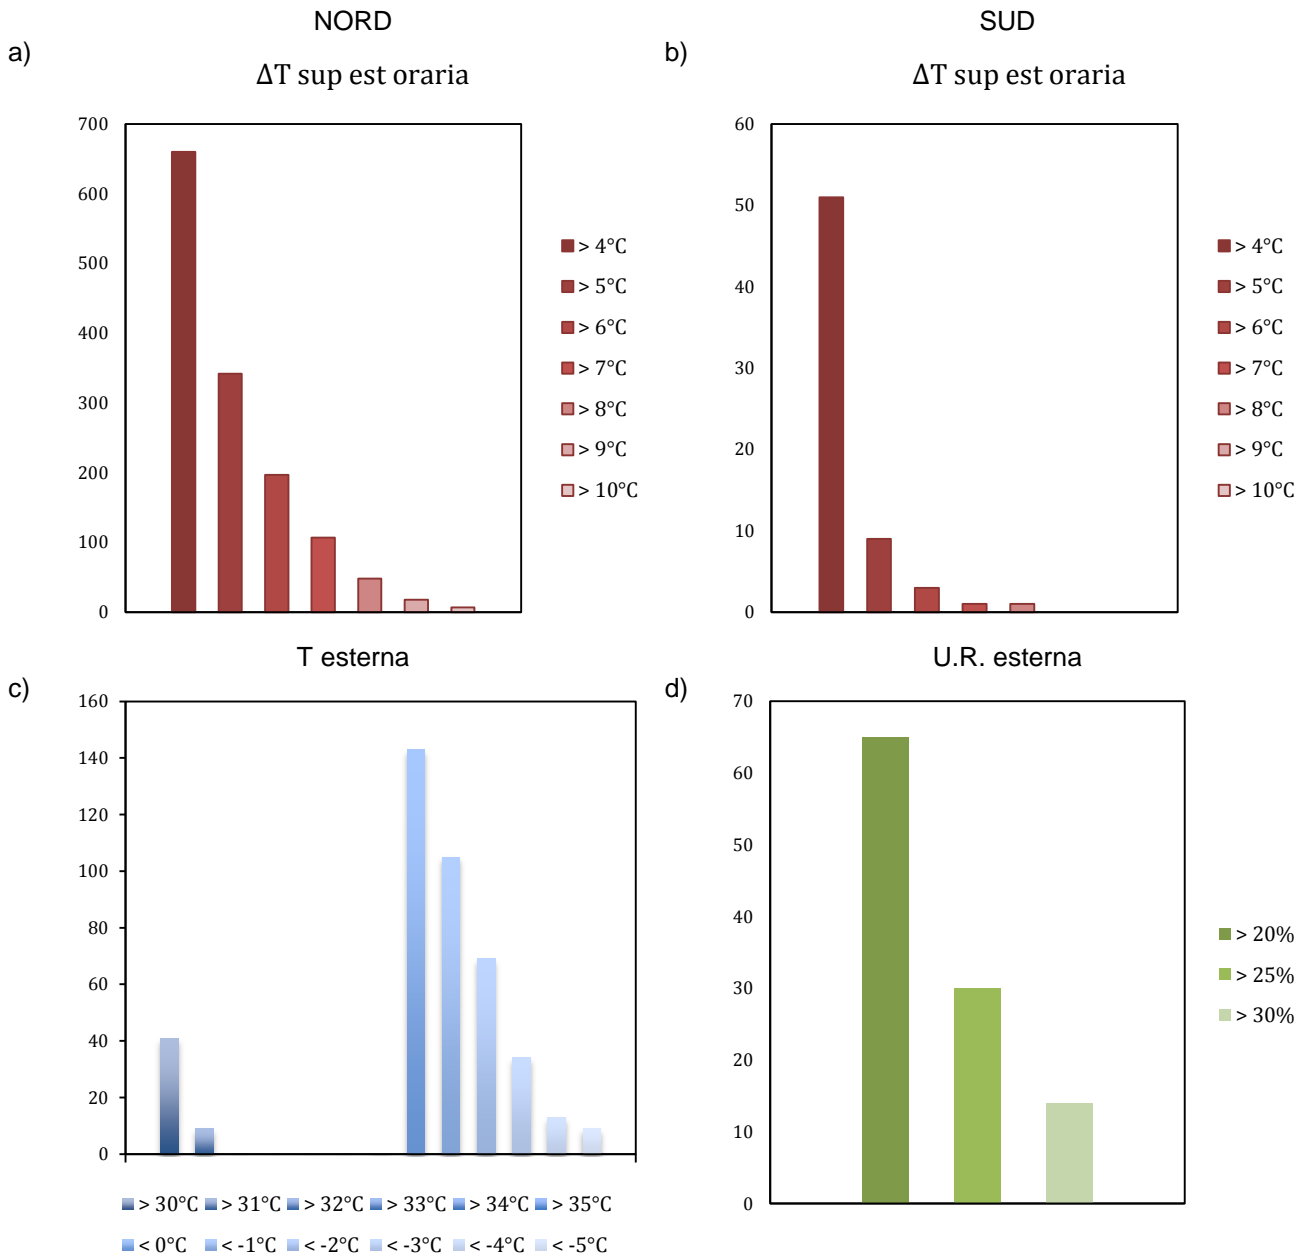 NORD
a)
ΔT sup est oraria
700
600
500
400
300
200
100
0
> 4°C
> 5°C
> 6°C
> 7°C
> 8°C
> 9°C
> 10°C
SUD
b)
ΔT sup est oraria
60
50
40
30
20
10
0
> 4°C
> 5°C
> 6°C
> 7°C
> 8°C
> 9°C
> 10°C
T esterna
c)
160
140
120
100
80
60
40
20
0
> 30°C > 31°C > 32°C > 33°C > 34°C > 35°C
< 0°C < -1°C < -2°C < -3°C < -4°C < -5°C
U.R. esterna
d)
70
60
50
40
30
20
10
0
> 20%
> 25%
> 30%